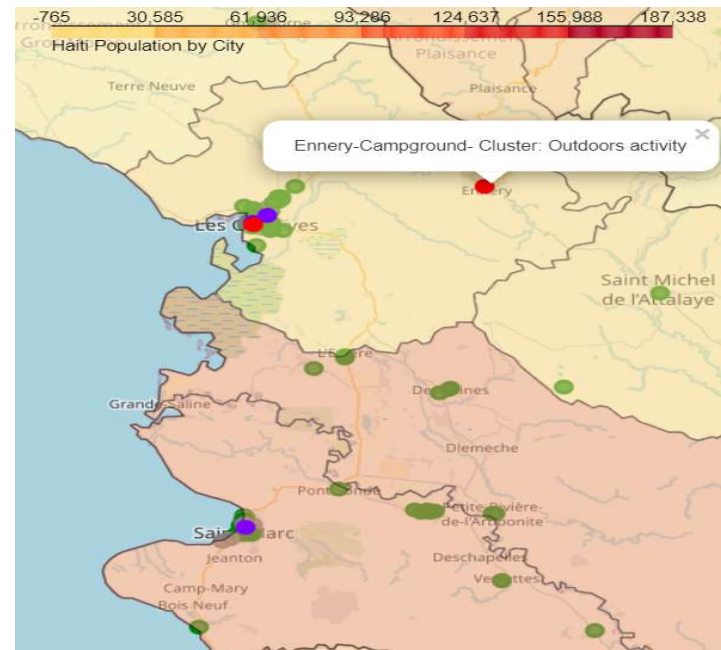 -765 30,585 61,936 93,286 124,637 155,988 187,338
Haiti Population by City
Plaisance
Terre Neuve
Plaisance
Ennery-Campground- Cluster: Outdoors activity
×
Saint Michel
de l'Attalaye
Grande Saline
Dlemeche
Petite Rivière
de-l'Artibonite
Jeanton
Deschapelles
Camp-Mary
Bois Neuf